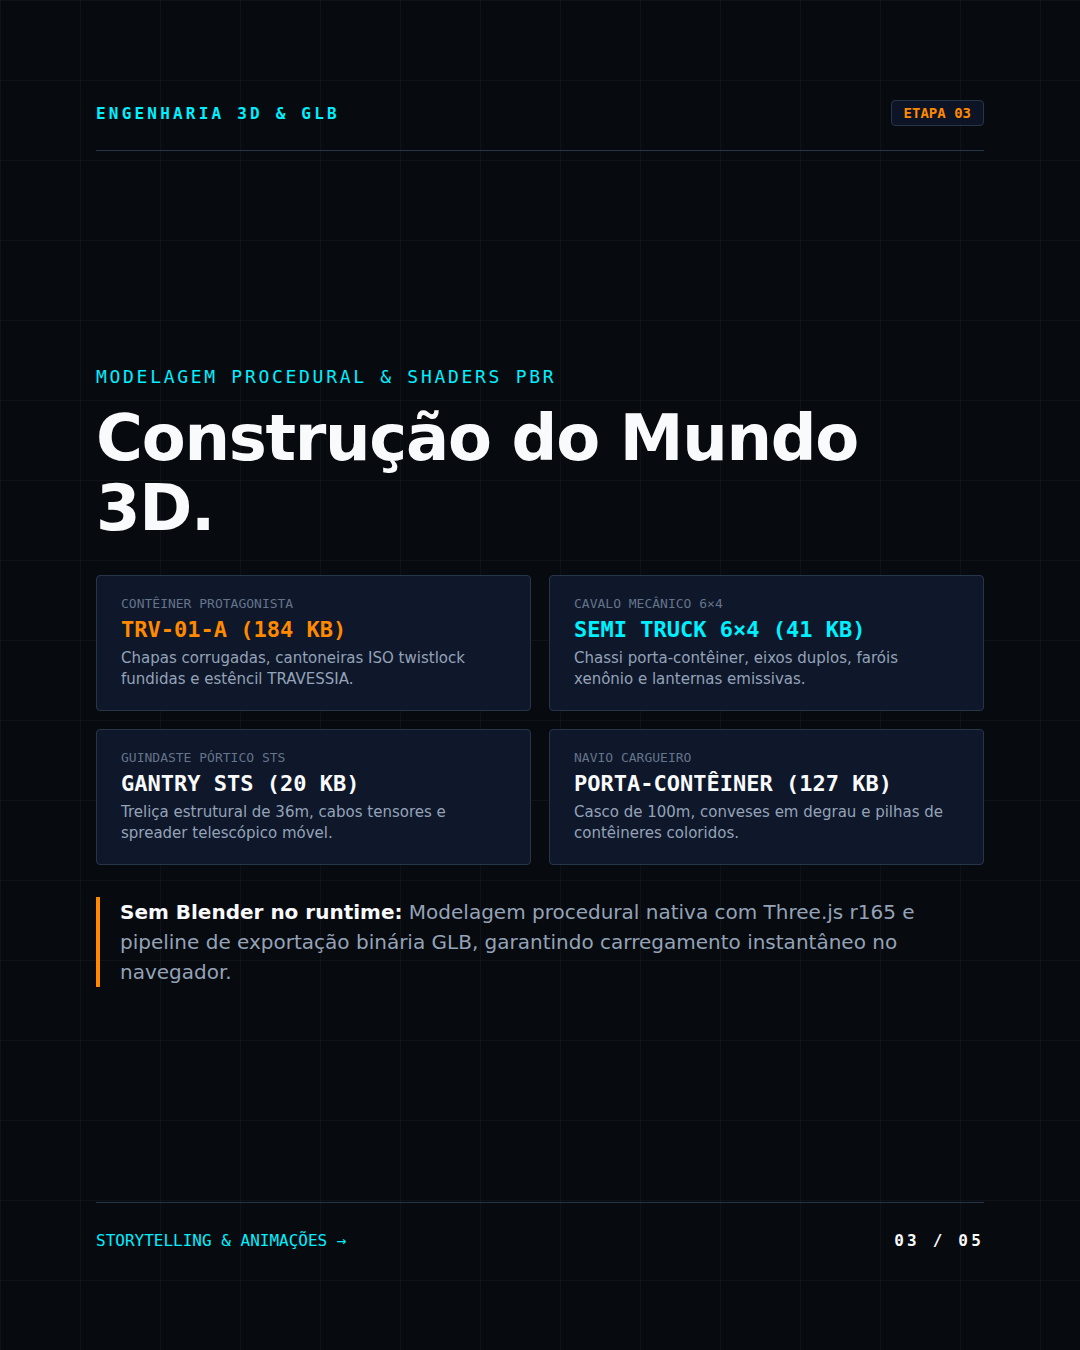 ENGENHARIA 3D & GLB
ETAPA 03
MODELAGEM PROCEDURAL & SHADERS PBR
Construção do Mundo
3D.
CONTÊINER PROTAGONISTA
TRV-01-A (184 KB)
Chapas corrugadas, cantoneiras ISO twistlock
fundidas e estêncil TRAVESSIA.
CAVALO MECÂNICO 6×4
SEMI TRUCK 6×4 (41 KB)
Chassi porta-contêiner, eixos duplos, faróis
xenônio e lanternas emissivas.
GUINDASTE PÓRTICO STS
GANTRY STS (20 KB)
Treliça estrutural de 36m, cabos tensores e
spreader telescópico móvel.
NAVIO CARGUEIRO
PORTA-CONTÊINER (127 KB)
Casco de 100m, conveses em degrau e pilhas de
contêineres coloridos.
Sem Blender no runtime: Modelagem procedural nativa com Three.js r165 e
pipeline de exportação binária GLB, garantindo carregamento instantâneo no
navegador.
STORYTELLING & ANIMAÇÕES →
03 / 05